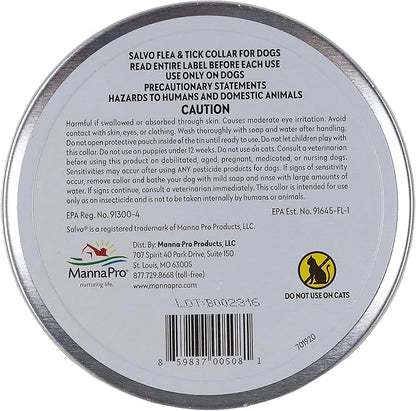 SALVO FLEA & TICK COLLAR FOR DOGS
READ ENTIRE LABEL BEFORE EACH USE
USE ONLY ON DOGS
PRECAUTIONARY STATEMENTS
HAZARDS TO HUMANS AND DOMESTIC ANIMALS
CAUTION
Harmful if swallowed or absorbed through skin. Causes moderate eye irritation. Avoid
contact with skin, eyes, or clothing. Wash thoroughly with soap and water after handling.
Do not open protective pouch inside of the tin until ready to use. Do not let children play with
this collar. Do not use on puppies under 12 weeks. Do not use on cats. Consult a veterinarian
before using this product on debilitated, aged, pregnant, medicated, or nursing dogs.
Sensitivities may occur after using ANY pesticide products for dogs. If signs of sensitivity
occur, remove collar and bathe your dog with mild soap and rinse with large amounts of
water. If signs continue, consult a veterinarian immediately. This collar is intended for use
only as an insecticide and is not to be taken internally by humans or animals.
EPA Reg. No. 91300-4 EPA Est. No. 91645-FL-1
Salvo® is a registered trademark of Manna Pro Products, LLC.
MannaPro®
nurturing life.
Dist. By: Manna Pro Products, LLC
707 Spirit 40 Park Drive, Suite 150
St. Louis, MO 63005
877.729.8668 (toll-free)
www.mannapro.com
DO NOT USE ON CATS
LOT:B002316
8 59837 00508 1
701920